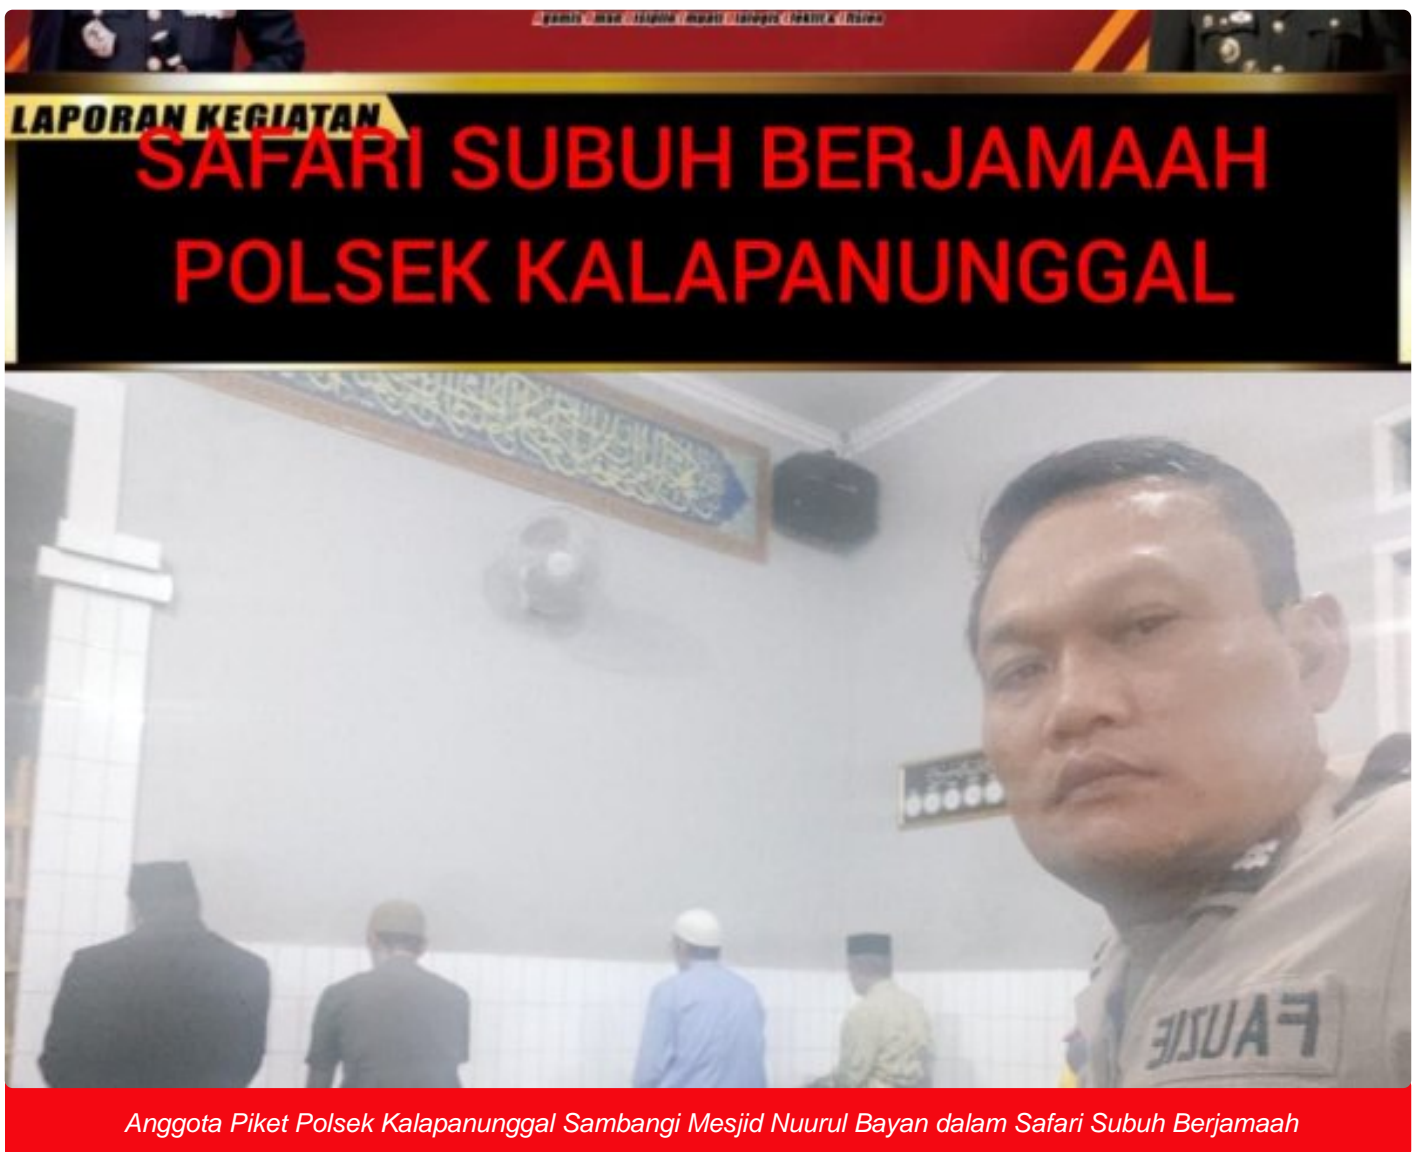 LAPORAN KEGIATAN
SAFARI SUBUH BERJAMAAH
POLSEK KALAPANUNGGAL
FAUZIE
Anggota Piket Polsek Kalapanunggal Sambangi Mesjid Nuurul Bayan dalam Safari Subuh Berjamaah